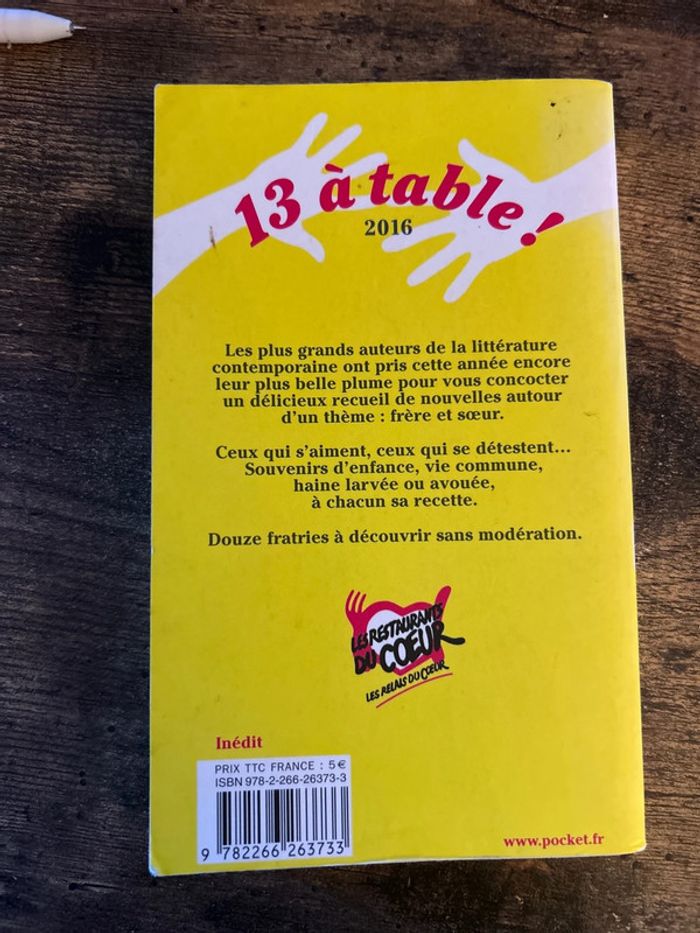 13 à table !
2016
Les plus grands auteurs de la littérature
contemporaine ont pris cette année encore
leur plus belle plume pour vous concocter
un délicieux recueil de nouvelles autour
d’un thème : frère et sœur.
Ceux qui s’aiment, ceux qui se détestent...
Souvenirs d’enfance, vie commune,
haine larvée ou avouée,
à chacun sa recette.
Douze fratries à découvrir sans modération.
LES RESTAURANTS
DU CŒUR
LES RELAIS DU CŒUR
Inédit
PRIX TTC FRANCE : 5 €
ISBN 978-2-266-26373-3
9 782266 263733
www.pocket.fr